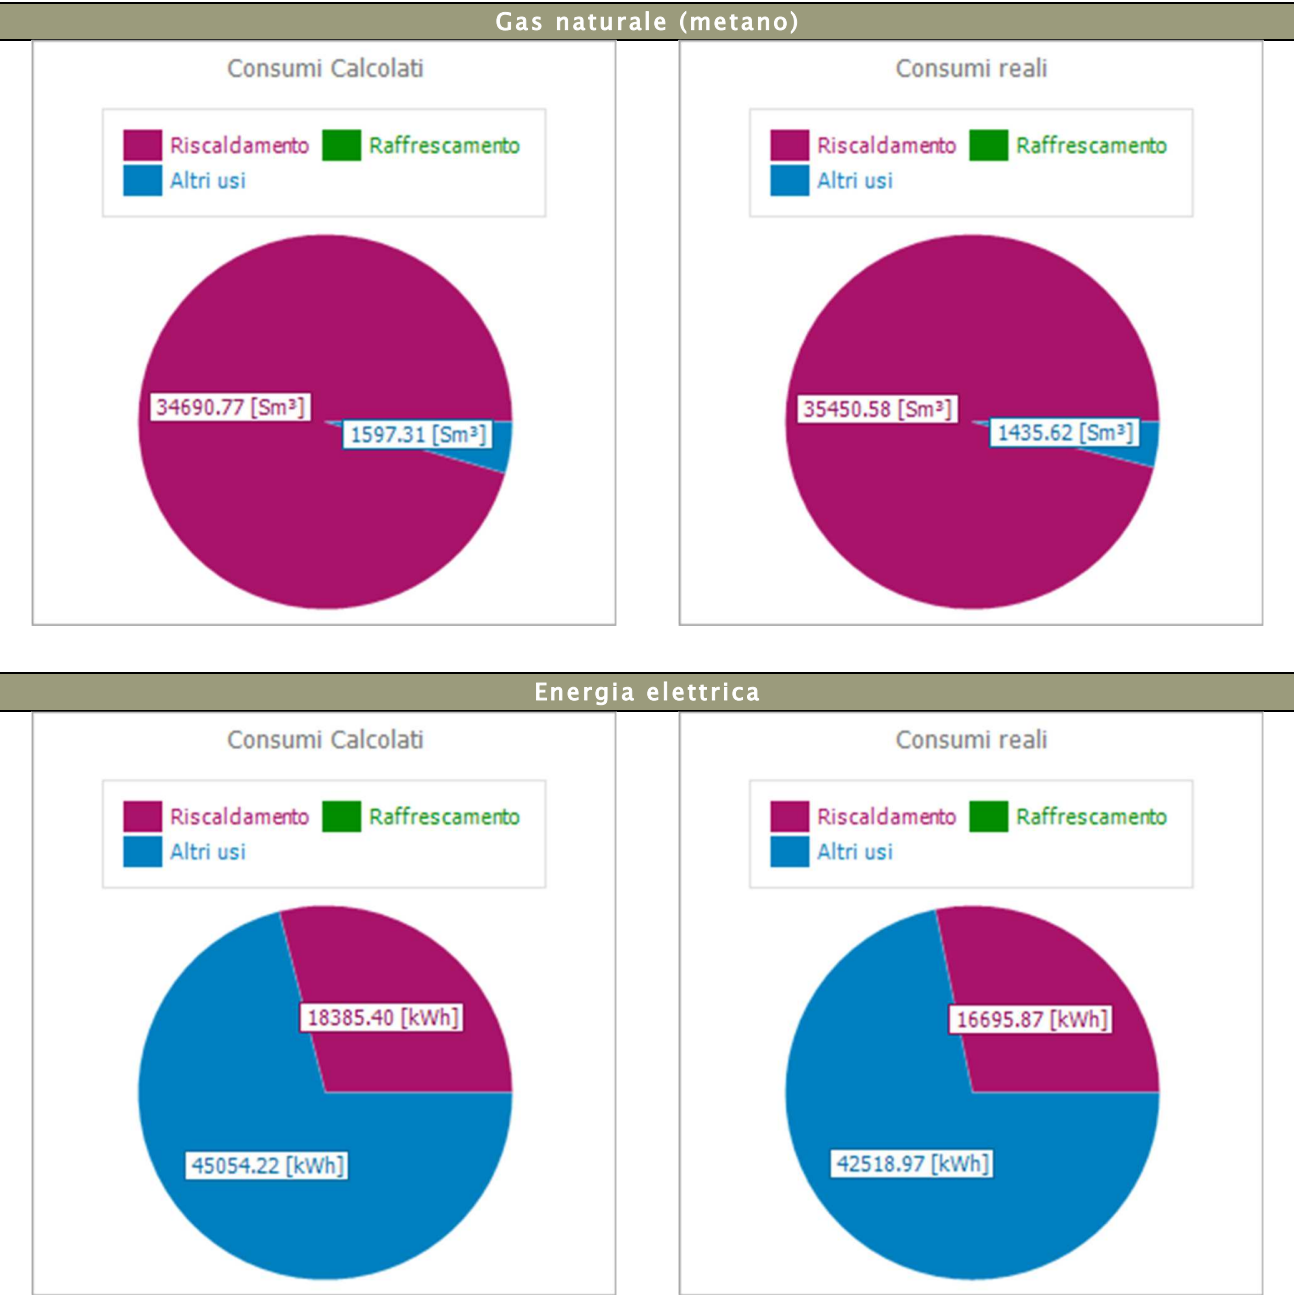 Gas naturale (metano)
Consumi Calcolati
Riscaldamento Raffrescamento
Altri usi
34690.77 [Sm³]
1597.31 [Sm³]
Consumi reali
Riscaldamento Raffrescamento
Altri usi
35450.58 [Sm³]
1435.62 [Sm³]
Energia elettrica
Consumi Calcolati
Riscaldamento Raffrescamento
Altri usi
18385.40 [kWh]
45054.22 [kWh]
Consumi reali
Riscaldamento Raffrescamento
Altri usi
16695.87 [kWh]
42518.97 [kWh]